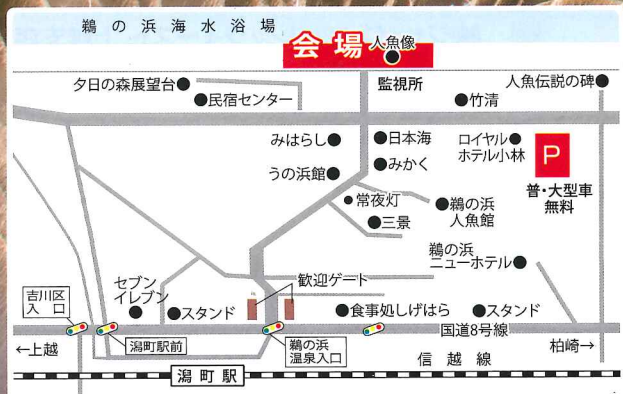 鵜の浜海水浴場
会場
人魚像
夕日の森展望台
民宿センター
監視所
人魚伝説の碑
竹清
みはらし
日本海
ロイヤル
ホテル小林
P
うの浜館
みかく
普・大型車
無料
常夜灯
鵜の浜
人魚館
三景
鵜の浜
ニューホテル
セブン
イレブン
歓迎ゲート
吉川区
入口
スタンド
食事処しげはら
スタンド
国道8号線
←上越
潟町駅前
鵜の浜
温泉入口
信越線
柏崎→
潟町駅